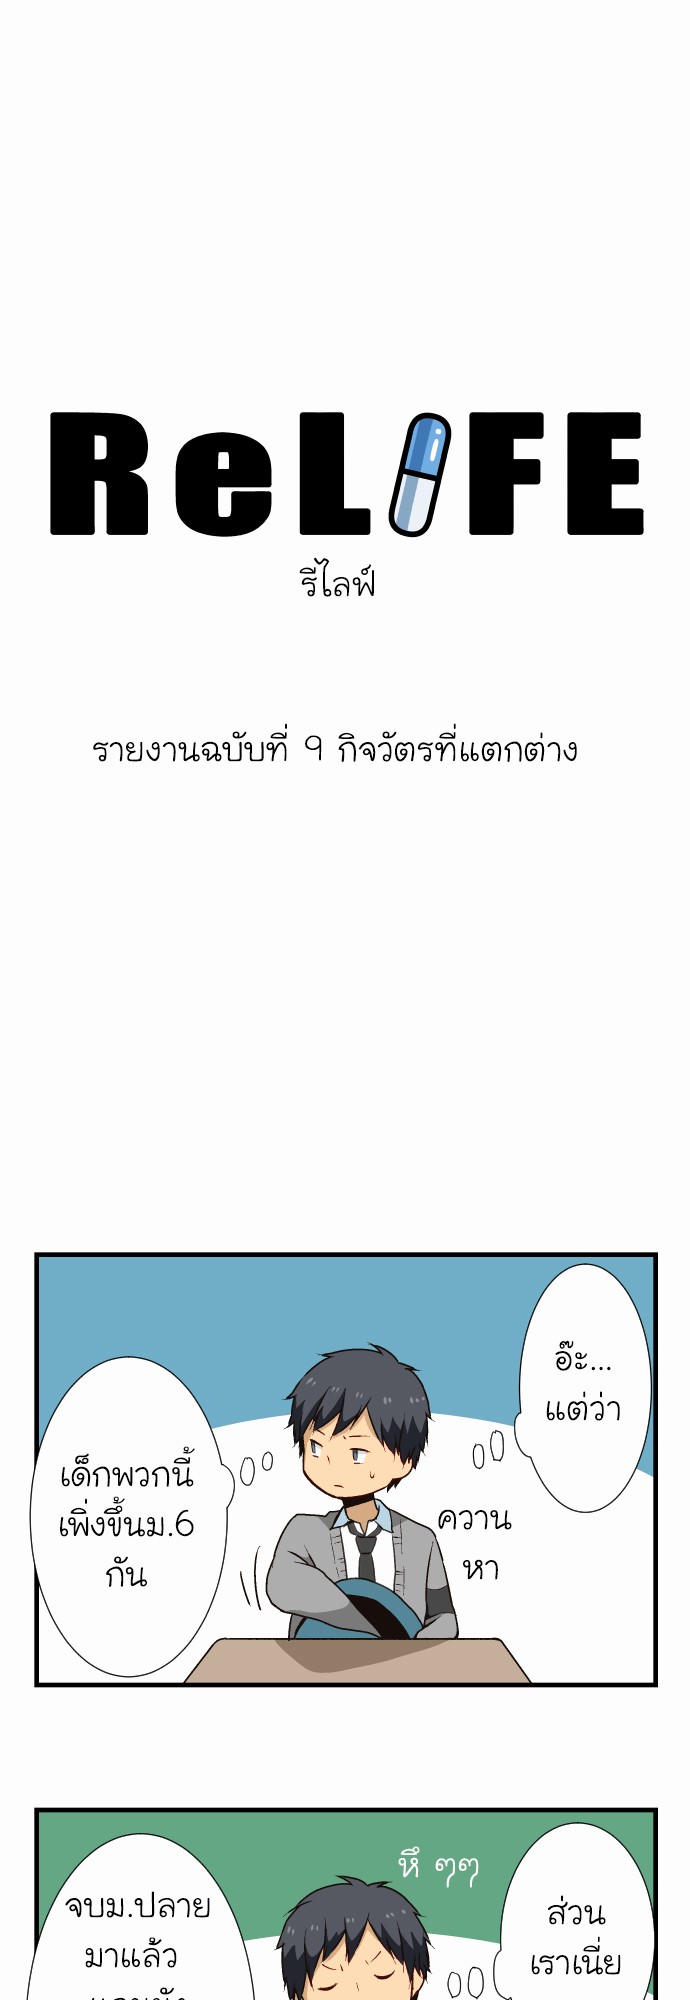 ReLIFE
รีไลฟ์
รายงานฉบับที่ 9 กิจวัตรที่แตกต่าง
อ๊ะ...
แต่ว่า
เด็กพวกนี้
เพิ่งขึ้นม.6
กัน
ควาน
หา
หึ ๆๆ
ส่วน
เราเนี่ย
จบม.ปลาย
มาแล้ว